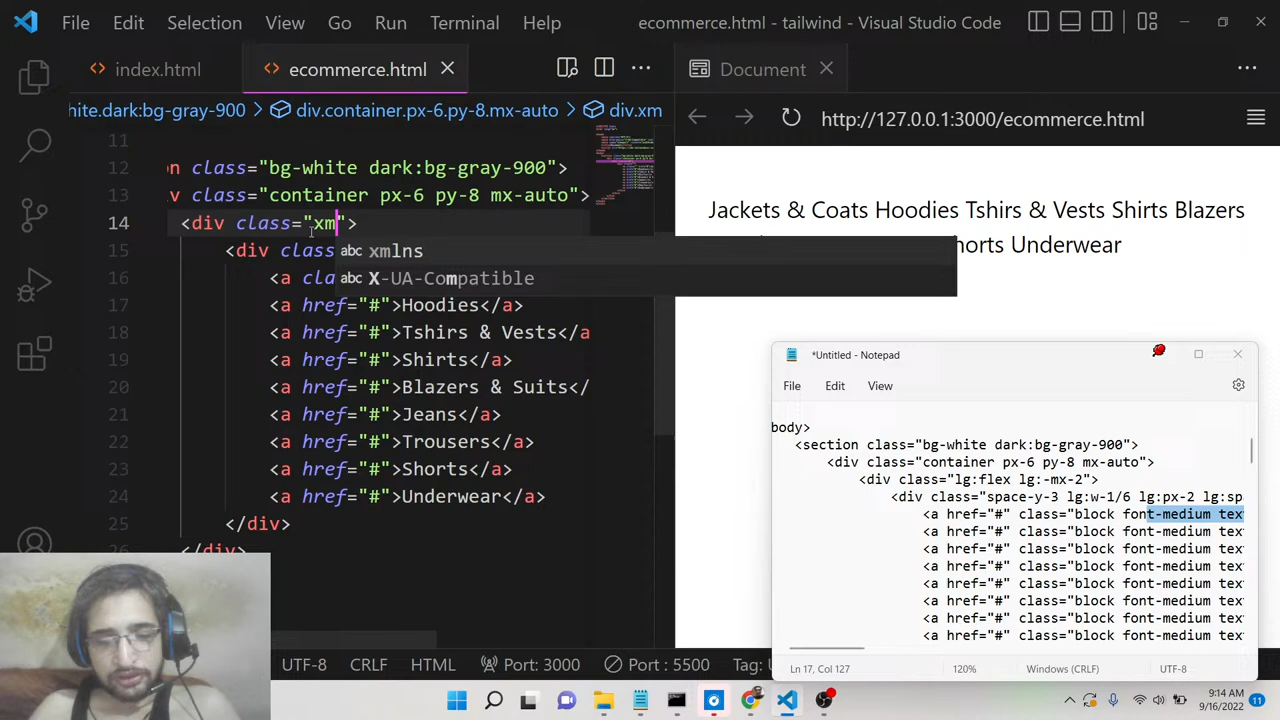 File Edit Selection View Go Run Terminal Help ecommerce.html - tailwind - Visual Studio Code
index.html ecommerce.html Document
hite.dark:bg-gray-900 > div.container.px-6.py-8.mx-auto > div.xm
http://127.0.0.1:3000/ecommerce.html
11
12 n class="bg-white dark:bg-gray-900">
13 v class="container px-6 py-8 mx-auto">
14 <div class="xm">
15 <div class
16 <a cla
17 <a href="#">Hoodies</a>
18 <a href="#">Tshirs & Vests</a
19 <a href="#">Shirts</a>
20 <a href="#">Blazers & Suits</
21 <a href="#">Jeans</a>
22 <a href="#">Trousers</a>
23 <a href="#">Shorts</a>
24 <a href="#">Underwear</a>
25 </div>
26 </div>
abc xmlns
abc X-UA-Compatible
Jackets & Coats Hoodies Tshirs & Vests Shirts Blazers
horts Underwear
*Untitled - Notepad
File Edit View
body>
<section class="bg-white dark:bg-gray-900">
<div class="container px-6 py-8 mx-auto">
<div class="lg:flex lg:-mx-2">
<div class="space-y-3 lg:w-1/6 lg:px-2 lg:sp
<a href="#" class="block font-medium tex
<a href="#" class="block font-medium tex
<a href="#" class="block font-medium tex
<a href="#" class="block font-medium tex
<a href="#" class="block font-medium tex
<a href="#" class="block font-medium tex
<a href="#" class="block font-medium tex
<a href="#" class="block font-medium tex
Ln 17, Col 127 120% Windows (CRLF) UTF-8
UTF-8 CRLF HTML Port: 3000 Port : 5500 Tag:
9:14 AM
9/16/2022